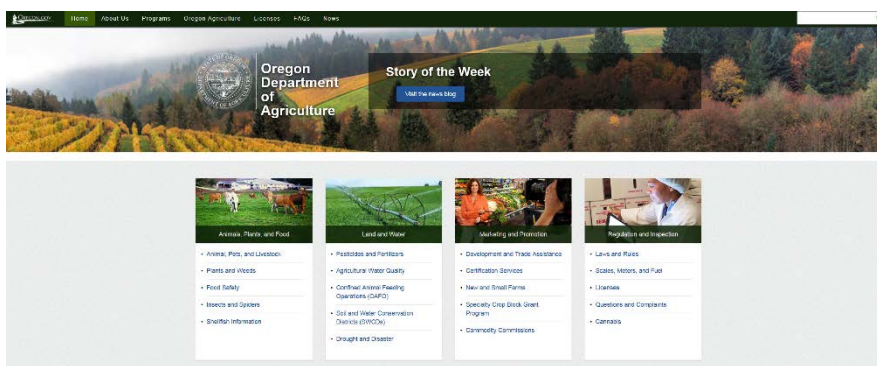 OREGON.GOV
Home About Us Programs Oregon Agriculture Licenses FAQs News
Oregon
Department
of
Agriculture
Story of the Week
Visit the news blog
Animals, Plants, and Food
• Animal, Pets, and Livestock
• Plants and Weeds
• Food Safety
• Insects and Spiders
• Shellfish Information
Land and Water
• Pesticides and Fertilizers
• Agricultural Water Quality
• Confined Animal Feeding
Operations (CAFO)
• Soil and Water Conservation
Districts (SWCDs)
• Drought and Disaster
Marketing and Promotion
• Development and Trade Assistance
• Certification Services
• New and Small Farms
• Specialty Crop Block Grant
Program
• Commodity Commissions
Regulation and Inspection
• Laws and Rules
• Scales, Meters, and Fuel
• Licenses
• Questions and Complaints
• Cannabis